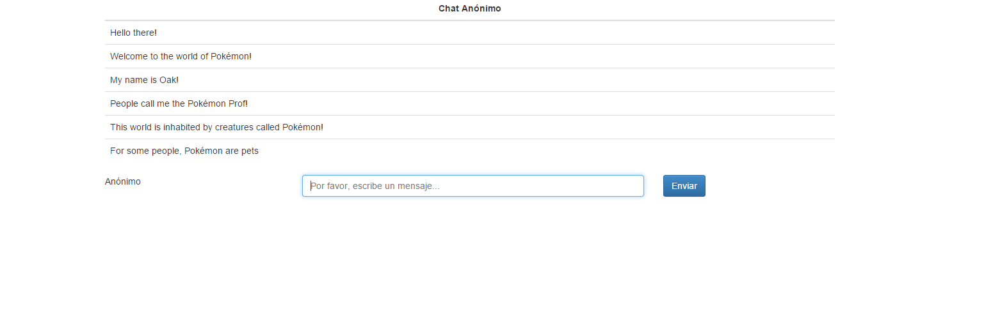 Chat Anónimo
Hello there!
Welcome to the world of Pokémon!
My name is Oak!
People call me the Pokémon Prof!
This world is inhabited by creatures called Pokémon!
For some people, Pokémon are pets
Anónimo
Por favor, escribe un mensaje...
Enviar